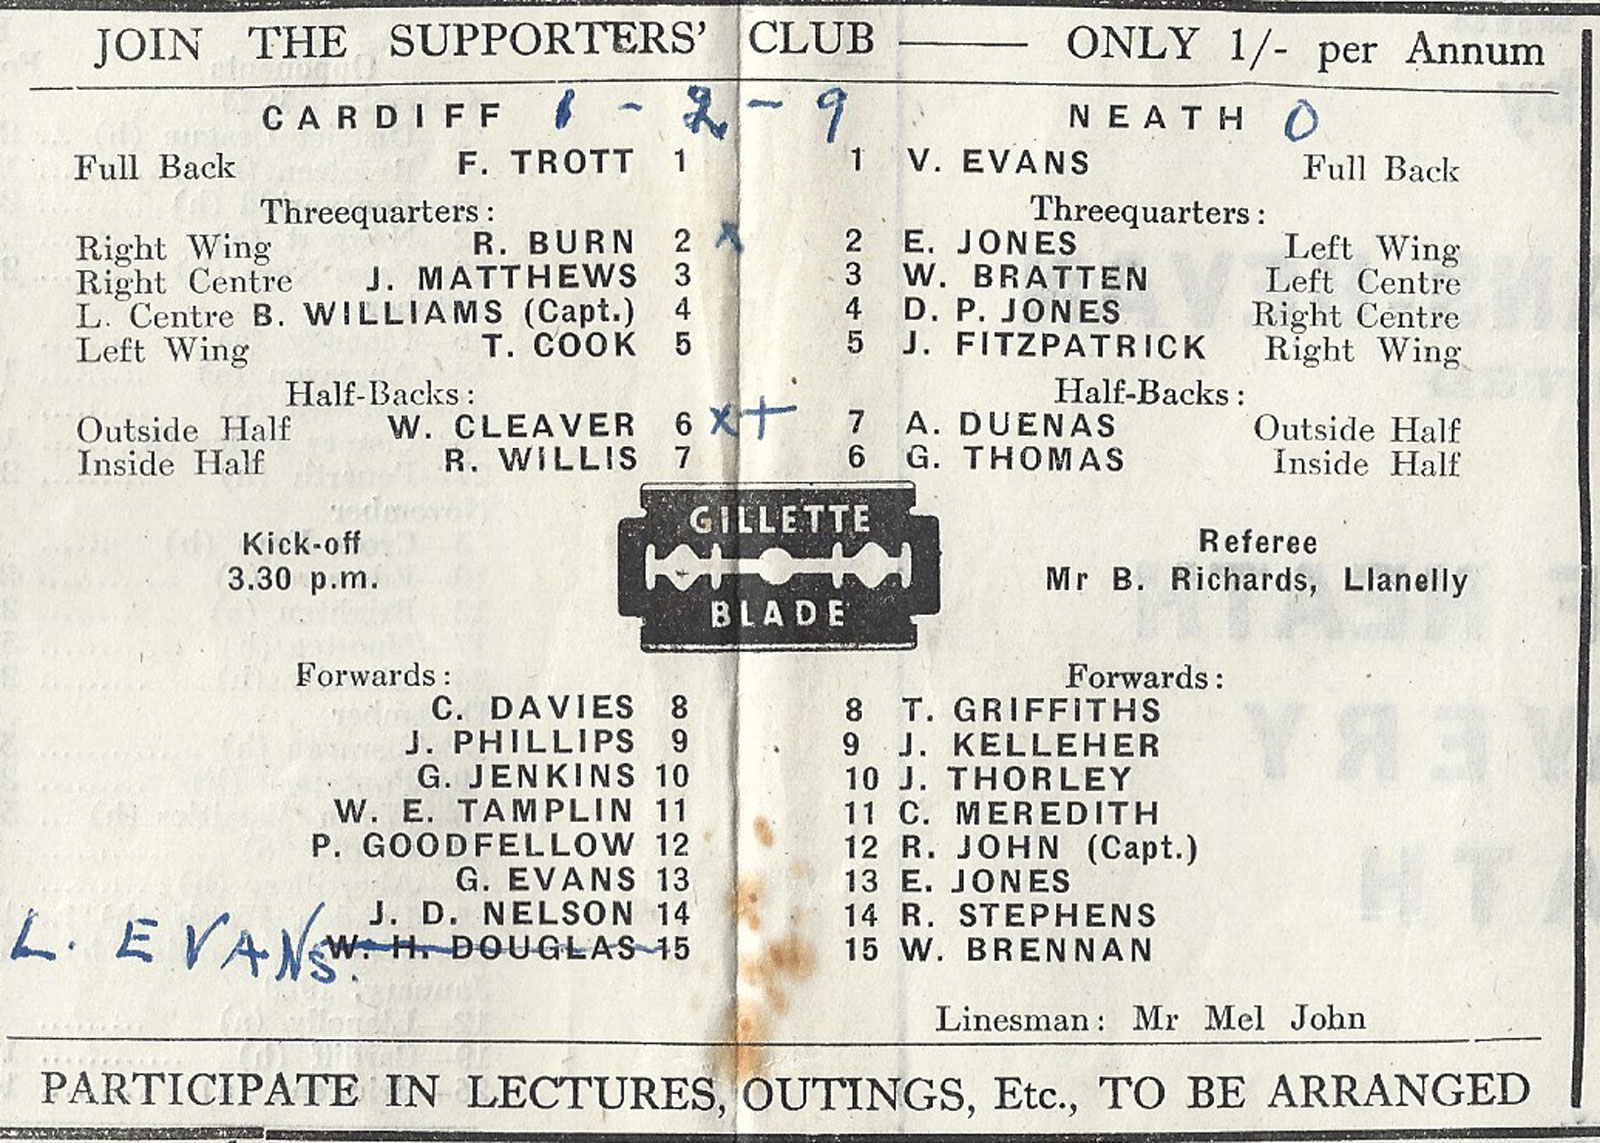 JOIN THE SUPPORTERS' CLUB —— ONLY 1/- per Annum
CARDIFF 1 - 2 - 9 NEATH 0
Full Back F. TROTT 1 1 V. EVANS Full Back
Threequarters: Threequarters:
Right Wing R. BURN 2 x 2 E. JONES Left Wing
Right Centre J. MATTHEWS 3 3 W. BRATTEN Left Centre
L. Centre B. WILLIAMS (Capt.) 4 4 D. P. JONES Right Centre
Left Wing T. COOK 5 5 J. FITZPATRICK Right Wing
Half-Backs: Half-Backs:
Outside Half W. CLEAVER 6 x+ 7 A. DUENAS Outside Half
Inside Half R. WILLIS 7 6 G. THOMAS Inside Half
GILLETTE
BLADE
Kick-off Referee
3.30 p.m. Mr B. Richards, Llanelly
Forwards: Forwards:
C. DAVIES 8 8 T. GRIFFITHS
J. PHILLIPS 9 9 J. KELLEHER
G. JENKINS 10 10 J. THORLEY
W. E. TAMPLIN 11 11 C. MEREDITH
P. GOODFELLOW 12 12 R. JOHN (Capt.)
G. EVANS 13 13 E. JONES
J. D. NELSON 14 14 R. STEPHENS
L. EVANS. W. H. DOUGLAS 15 15 W. BRENNAN
Linesman: Mr Mel John
PARTICIPATE IN LECTURES, OUTINGS, Etc., TO BE ARRANGED